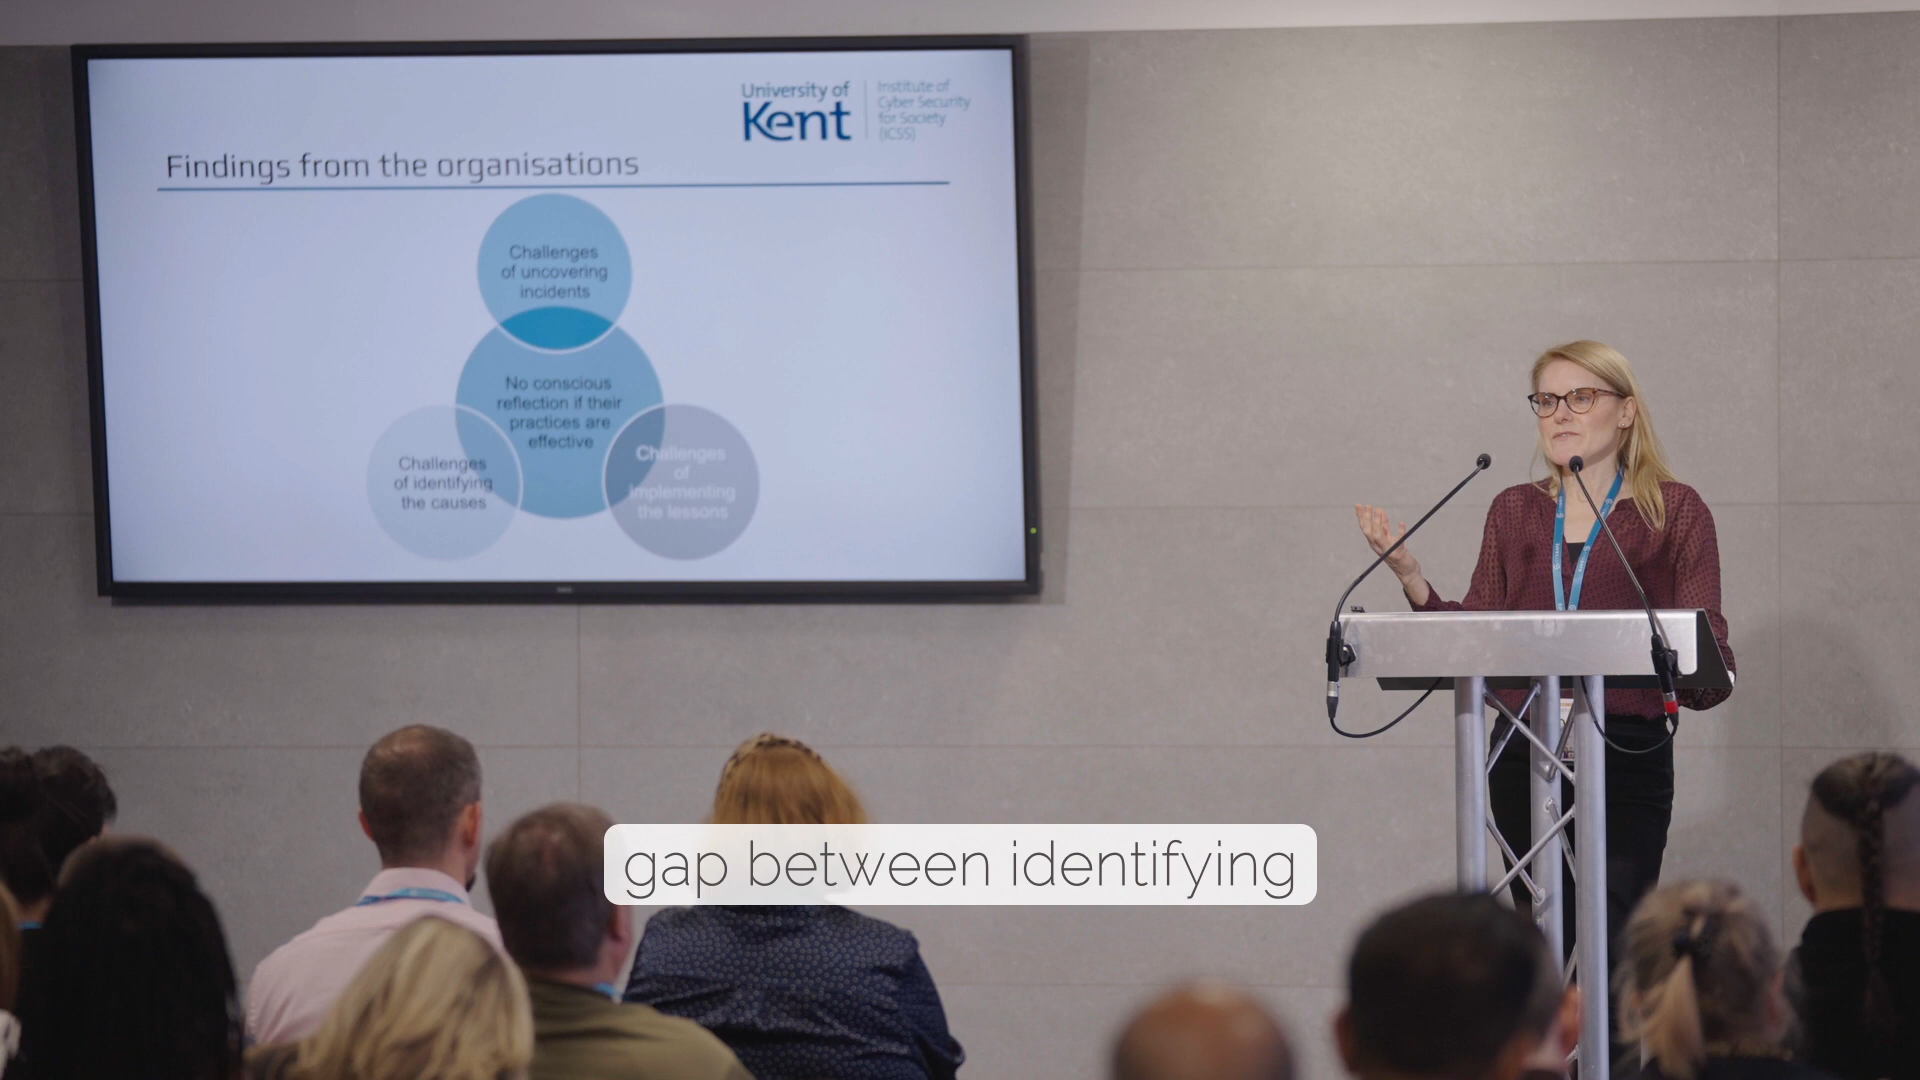 University of
Kent
Institute of
Cyber Security
for Society
(ICSS)
Findings from the organisations
Challenges
of uncovering
incidents
No conscious
reflection if their
practices are
effective
Challenges
of identifying
the causes
Challenges
of
implementing
the lessons
gap between identifying